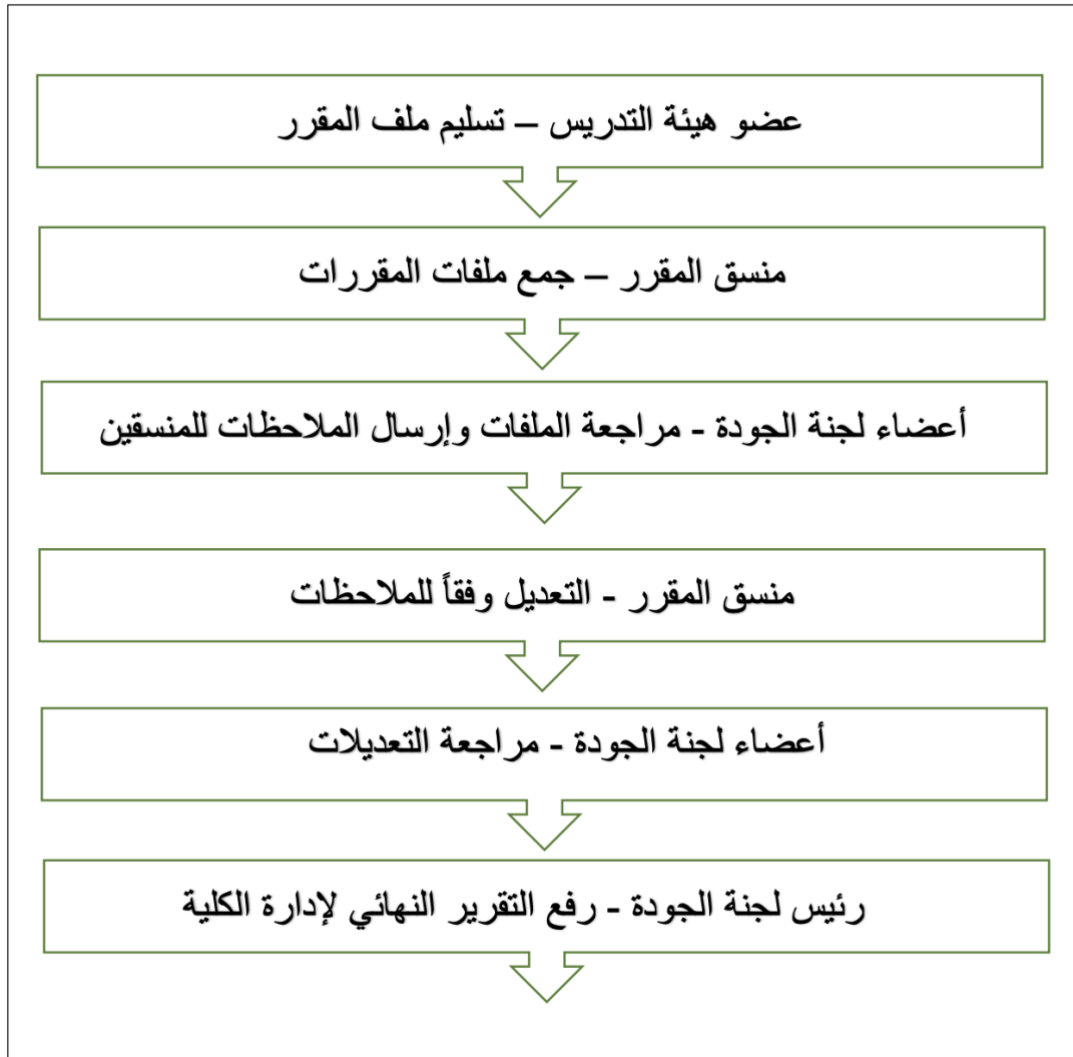 عضو هيئة التدريس – تسليم ملف المقرر
منسق المقرر – جمع ملفات المقررات
أعضاء لجنة الجودة - مراجعة الملفات وإرسال الملاحظات للمنسقين
منسق المقرر - التعديل وفقاً للملاحظات
أعضاء لجنة الجودة - مراجعة التعديلات
رئيس لجنة الجودة - رفع التقرير النهائي لإدارة الكلية